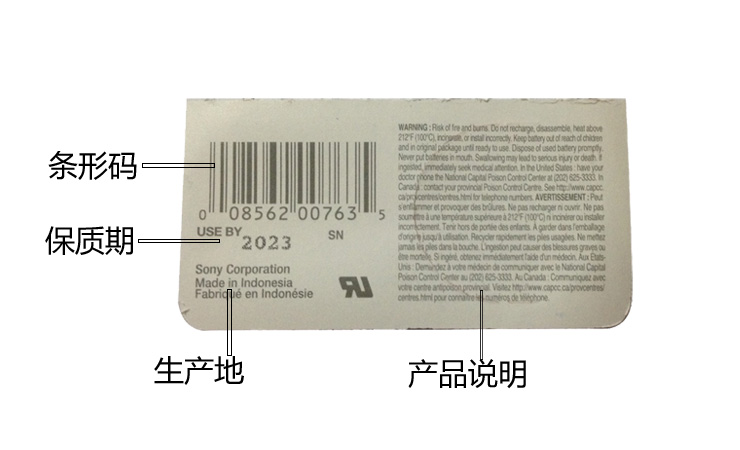 条形码
0 08562 00763 5
保质期
USE BY 2023
SN
Sony Corporation
Made in Indonesia
Fabriqué en Indonésie
生产地
WARNING : Risk of fire and burns. Do not recharge, disassemble, heat above
212°F (100°C), incinerate, or install incorrectly. Keep battery out of reach of children
and in original package until ready to use. Dispose of used battery promptly.
Never put batteries in mouth. Swallowing may lead to serious injury or death. If
ingested, immediately seek medical attention. In the United States : have your
doctor phone the National Capital Poison Control Center at (202) 625-3333. In
Canada : contact your provincial Poison Control Centre. See http://www.capcc.
ca/provcentres/centres.html for telephone numbers. AVERTISSEMENT : Peut
s'enflammer et provoquer des brûlures. Ne pas recharger ni ouvrir. Ne pas
soumettre à une température supérieure à 212°F (100°C) ni incinérer ou installer
incorrectement. Tenir hors de portée des enfants. À garder dans l'emballage
d'origine jusqu'à utilisation. Recycler rapidement les piles usagées. Ne mettez
jamais les piles dans la bouche. L'ingestion peut causer des blessures graves ou
être mortelle. Si ingéré, obtenez immédiatement l'aide d'un médecin. Aux États-
Unis : Demandez à votre médecin de communiquer avec le National Capital
Poison Control Center au (202) 625-3333. Au Canada : Communiquez avec
votre centre antipoison provincial. Visitez http://www.capcc.ca/provcentres/
centres.html pour connaître les numéros de téléphone.
产品说明